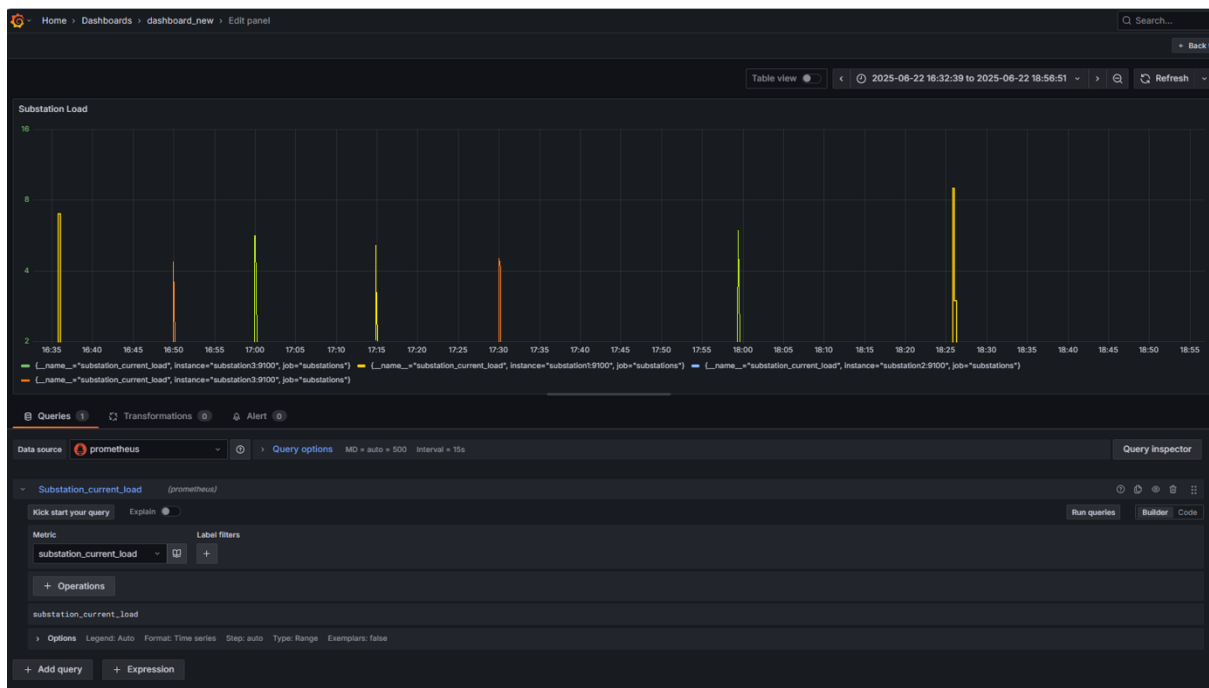 Home > Dashboards > dashboard_new > Edit panel
Search...
Back
Table view
2025-06-22 16:32:39 to 2025-06-22 18:56:51
Refresh
Substation Load
16
8
4
2
16:35 16:40 16:45 16:50 16:55 17:00 17:05 17:10 17:15 17:20 17:25 17:30 17:35 17:40 17:45 17:50 17:55 18:00 18:05 18:10 18:15 18:20 18:25 18:30 18:35 18:40 18:45 18:50 18:55
{__name__="substation_current_load", instance="substation3:9100", job="substations"} {__name__="substation_current_load", instance="substation1:9100", job="substations"} {__name__="substation_current_load", instance="substation2:9100", job="substations"}
{__name__="substation_current_load", instance="substation3:9100", job="substations"}
Queries 1 Transformations 0 Alert 0
Data source prometheus > Query options MD = auto = 500 Interval = 15s Query inspector
Substation_current_load (prometheus)
Kick start your query Explain Run queries Builder Code
Metric Label filters
substation_current_load +
+ Operations
substation_current_load
> Options Legend: Auto Format: Time series Step: auto Type: Range Exemplars: false
+ Add query + Expression